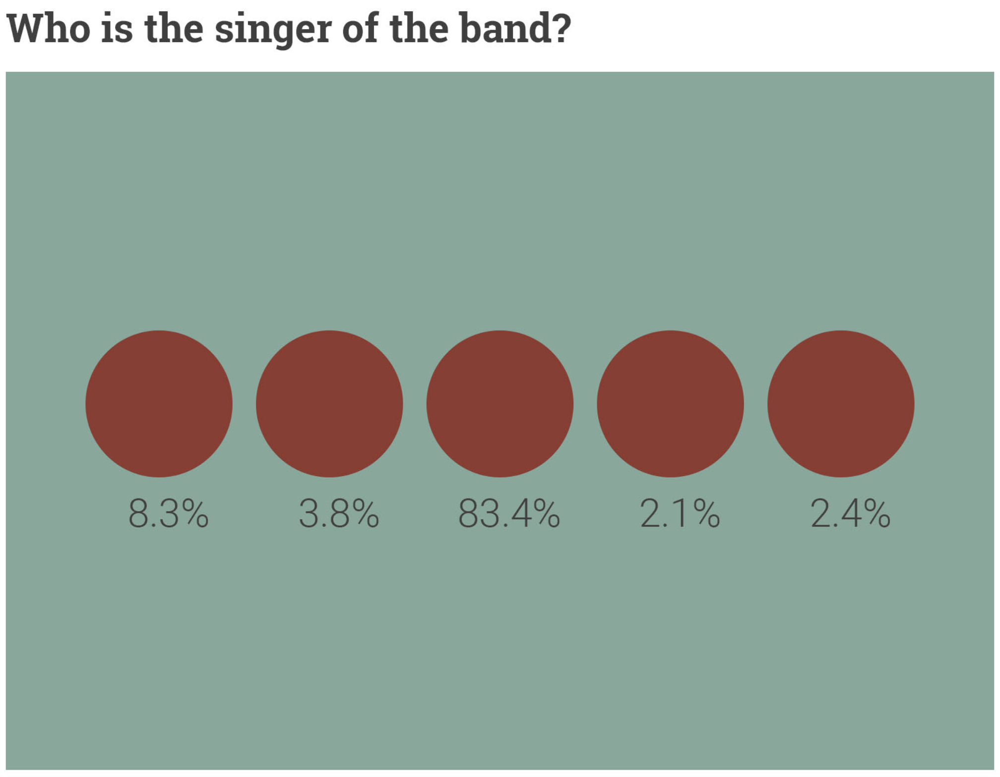 Who is the singer of the band?
8.3% 3.8% 83.4% 2.1% 2.4%